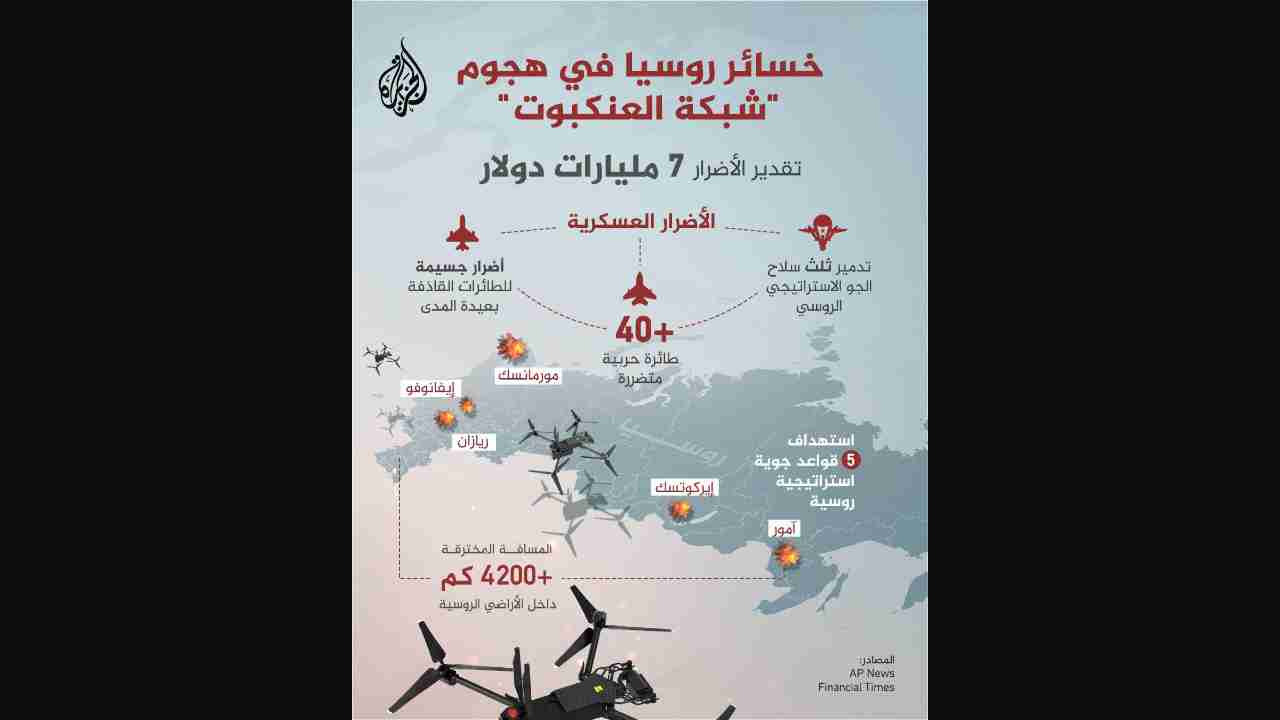 الجزيرة
خسائر روسيا في هجوم
"شبكة العنكبوت"
تقدير الأضرار 7 مليارات دولار
الأضرار العسكرية
تدمير ثلث سلاح
الجو الاستراتيجي
الروسي
أضرار جسيمة
للطائرات القاذفة
بعيدة المدى
40+
طائرة حربية
متضررة
مورمانسك
إيفانوفو
ريازان
روسيا
إيركوتسك
آمور
استهداف
5 قواعد جوية
استراتيجية
روسية
المسافة المخترقة
+4200 كم
داخل الأراضي الروسية
المصادر:
AP News
Financial Times